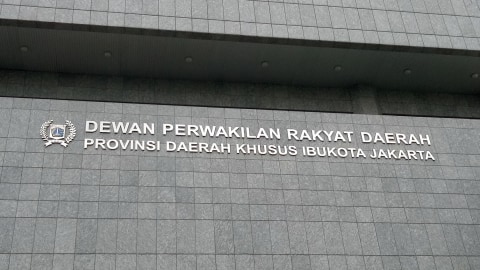 DEWAN PERWAKILAN RAKYAT DAERAH
PROVINSI DAERAH KHUSUS IBUKOTA JAKARTA